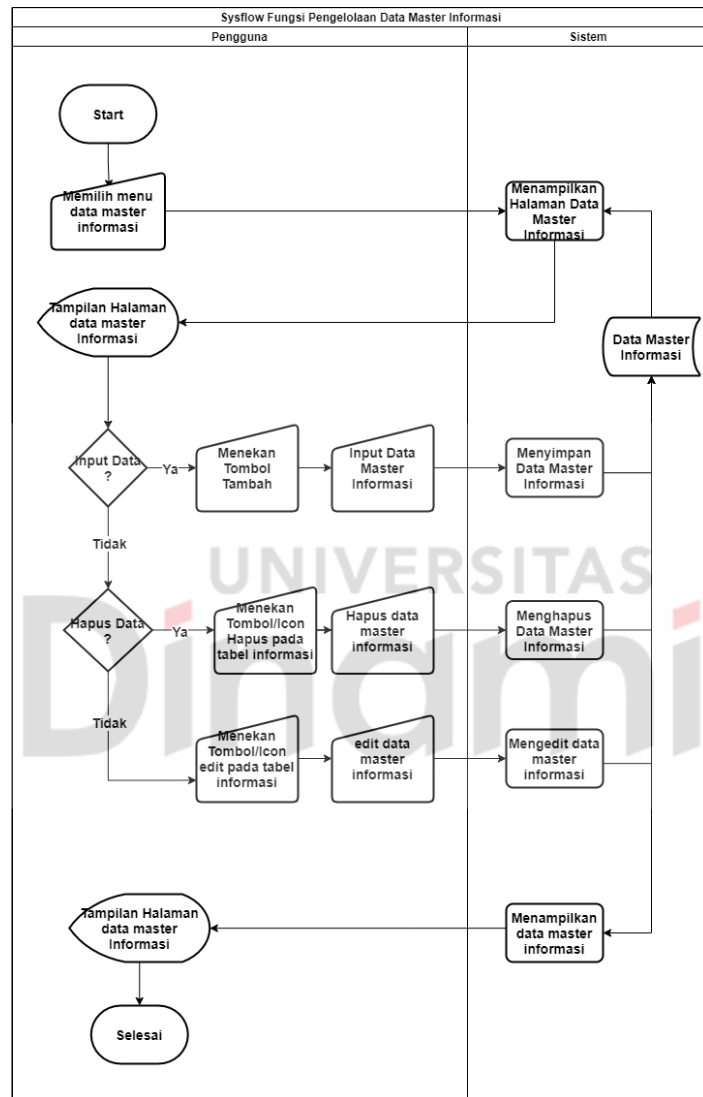 Sysflow Fungsi Pengelolaan Data Master Informasi
Pengguna
Sistem
Start
Memilih menu
data master
informasi
Menampilkan
Halaman Data
Master
Informasi
Tampilan Halaman
data master
Informasi
Data Master
Informasi
Input Data
?
Ya
Menekan
Tombol
Tambah
Input Data
Master
Informasi
Menyimpan
Data Master
Informasi
Tidak
UNIVERSITAS
Dinami
Hapus Data
?
Ya
Menekan
Tombol/Icon
Hapus pada
tabel informasi
Hapus data
master
informasi
Menghapus
Data Master
Informasi
Tidak
Menekan
Tombol/Icon
edit pada tabel
informasi
edit data
master
informasi
Mengedit data
master
informasi
Tampilan Halaman
data master
Informasi
Menampilkan
data master
informasi
Selesai